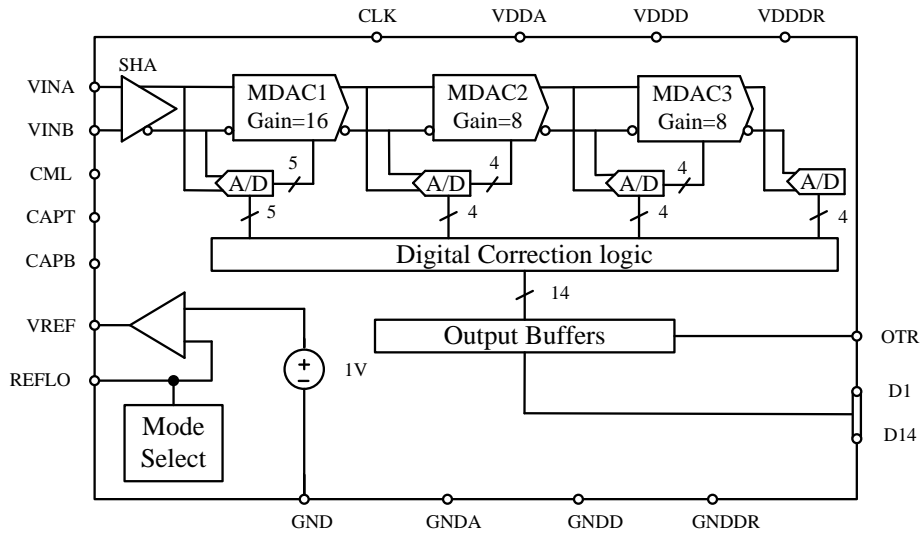 CLK
VDDA
VDDD
VDDDR
SHA
VINA
MDAC1
Gain=16
MDAC2
Gain=8
MDAC3
Gain=8
VINB
CML
A/D
5
A/D
4
A/D
4
A/D
CAPT
5
4
4
4
CAPB
Digital Correction logic
14
VREF
Output Buffers
OTR
1V
REFLO
D1
Mode
Select
D14
GND
GNDA
GNDD
GNDDR